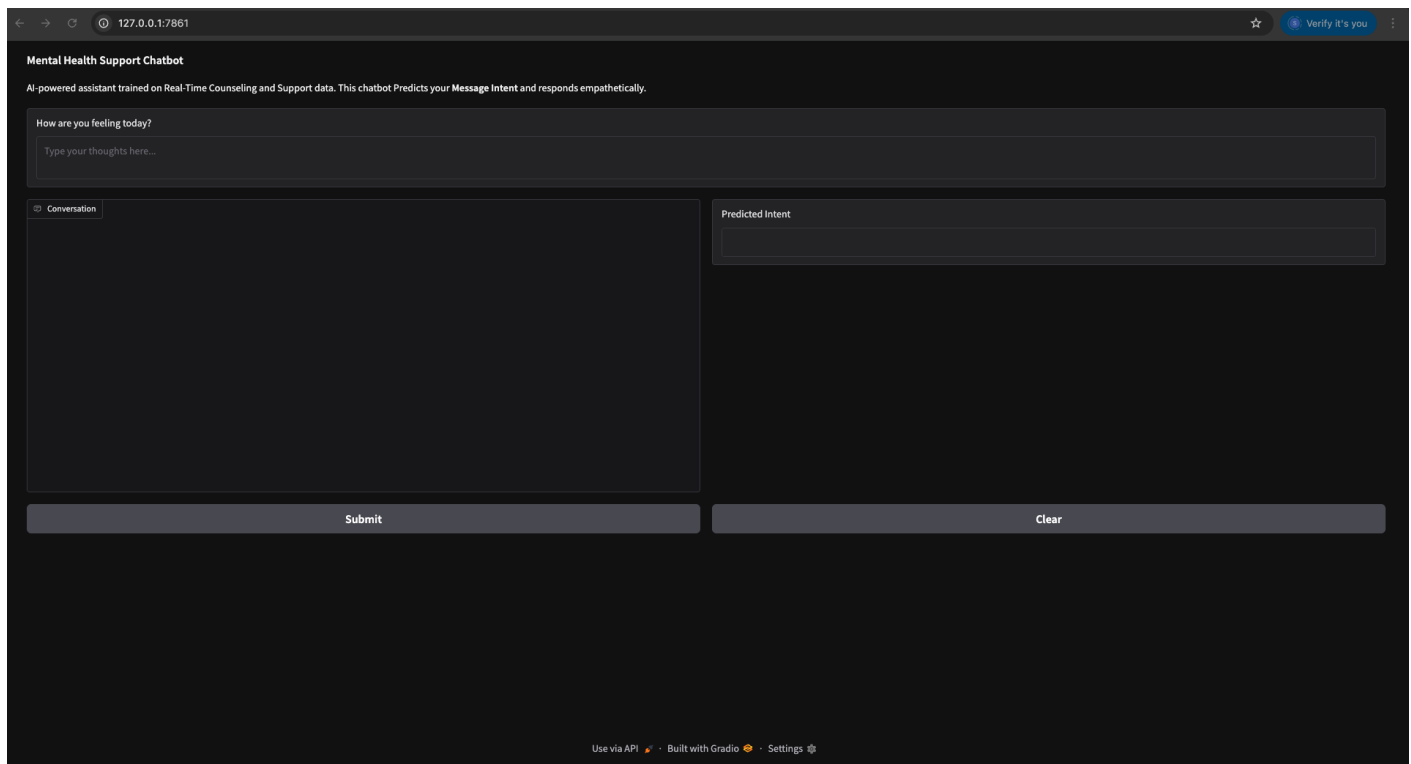 127.0.0.1:7861
Verify it's you
Mental Health Support Chatbot
AI-powered assistant trained on Real-Time Counseling and Support data. This chatbot Predicts your Message Intent and responds empathetically.
How are you feeling today?
Type your thoughts here...
Conversation
Predicted Intent
Submit
Clear
Use via API · Built with Gradio · Settings